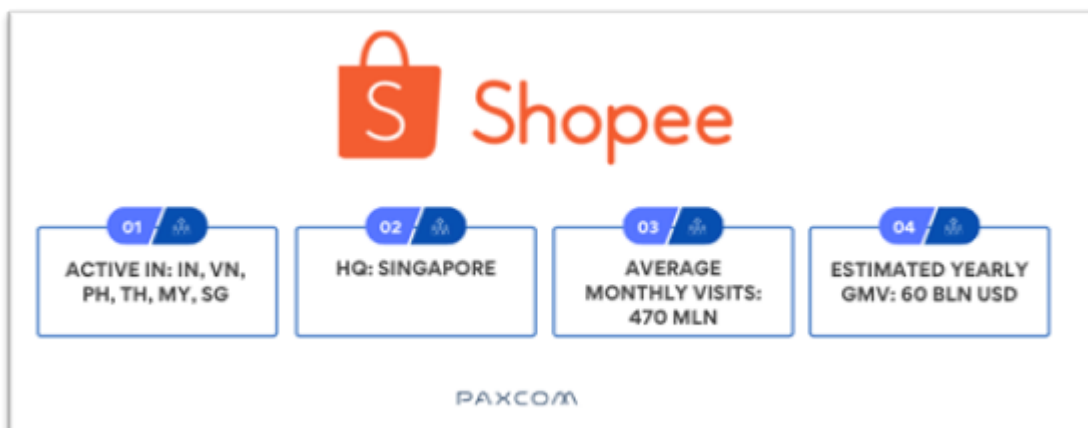 S
Shopee
01
ACTIVE IN: IN, VN,
PH, TH, MY, SG
02
HQ: SINGAPORE
03
AVERAGE
MONTHLY VISITS:
470 MLN
04
ESTIMATED YEARLY
GMV: 60 BLN USD
PAXCOM